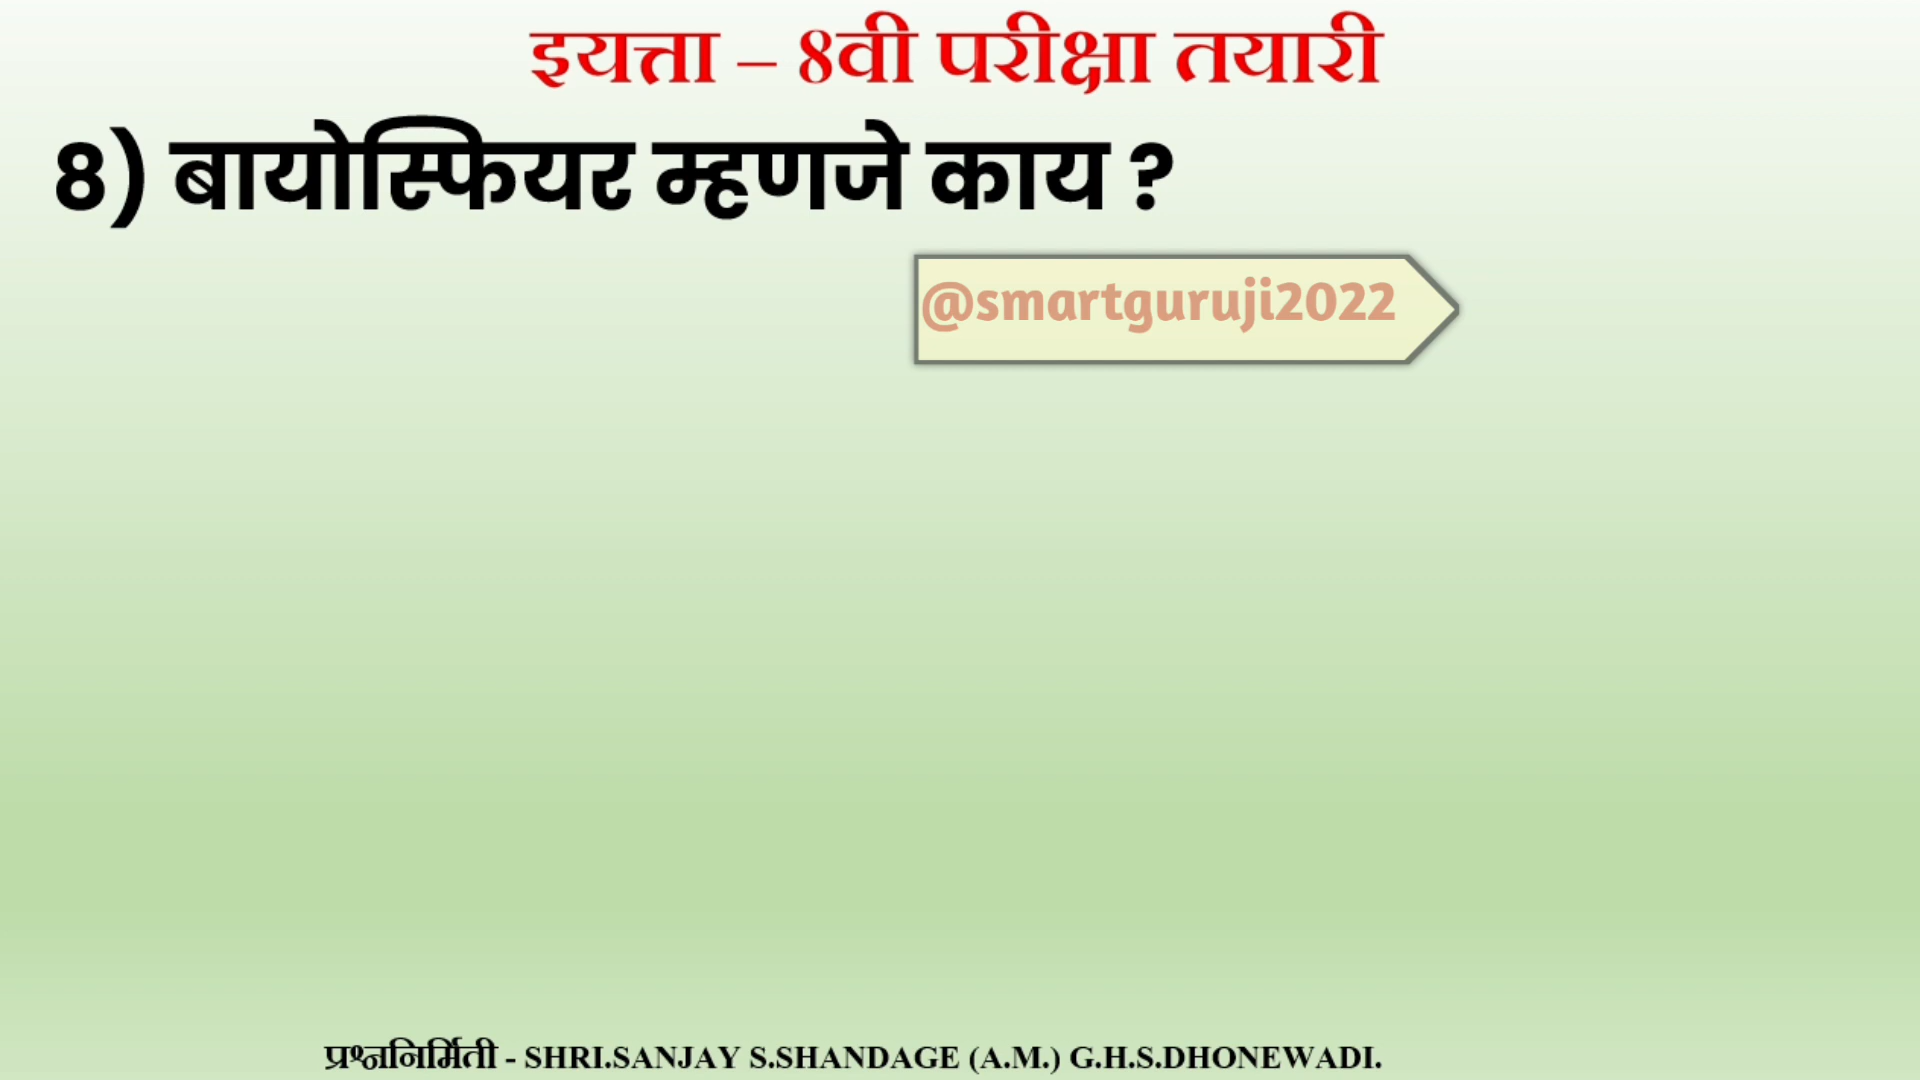 इयत्ता – 8वी परीक्षा तयारी
8) बायोस्फियर म्हणजे काय ?
@smartguruji2022
प्रश्ननिर्मिती - SHRI.SANJAY S.SHANDAGE (A.M.) G.H.S.DHONEWADI.